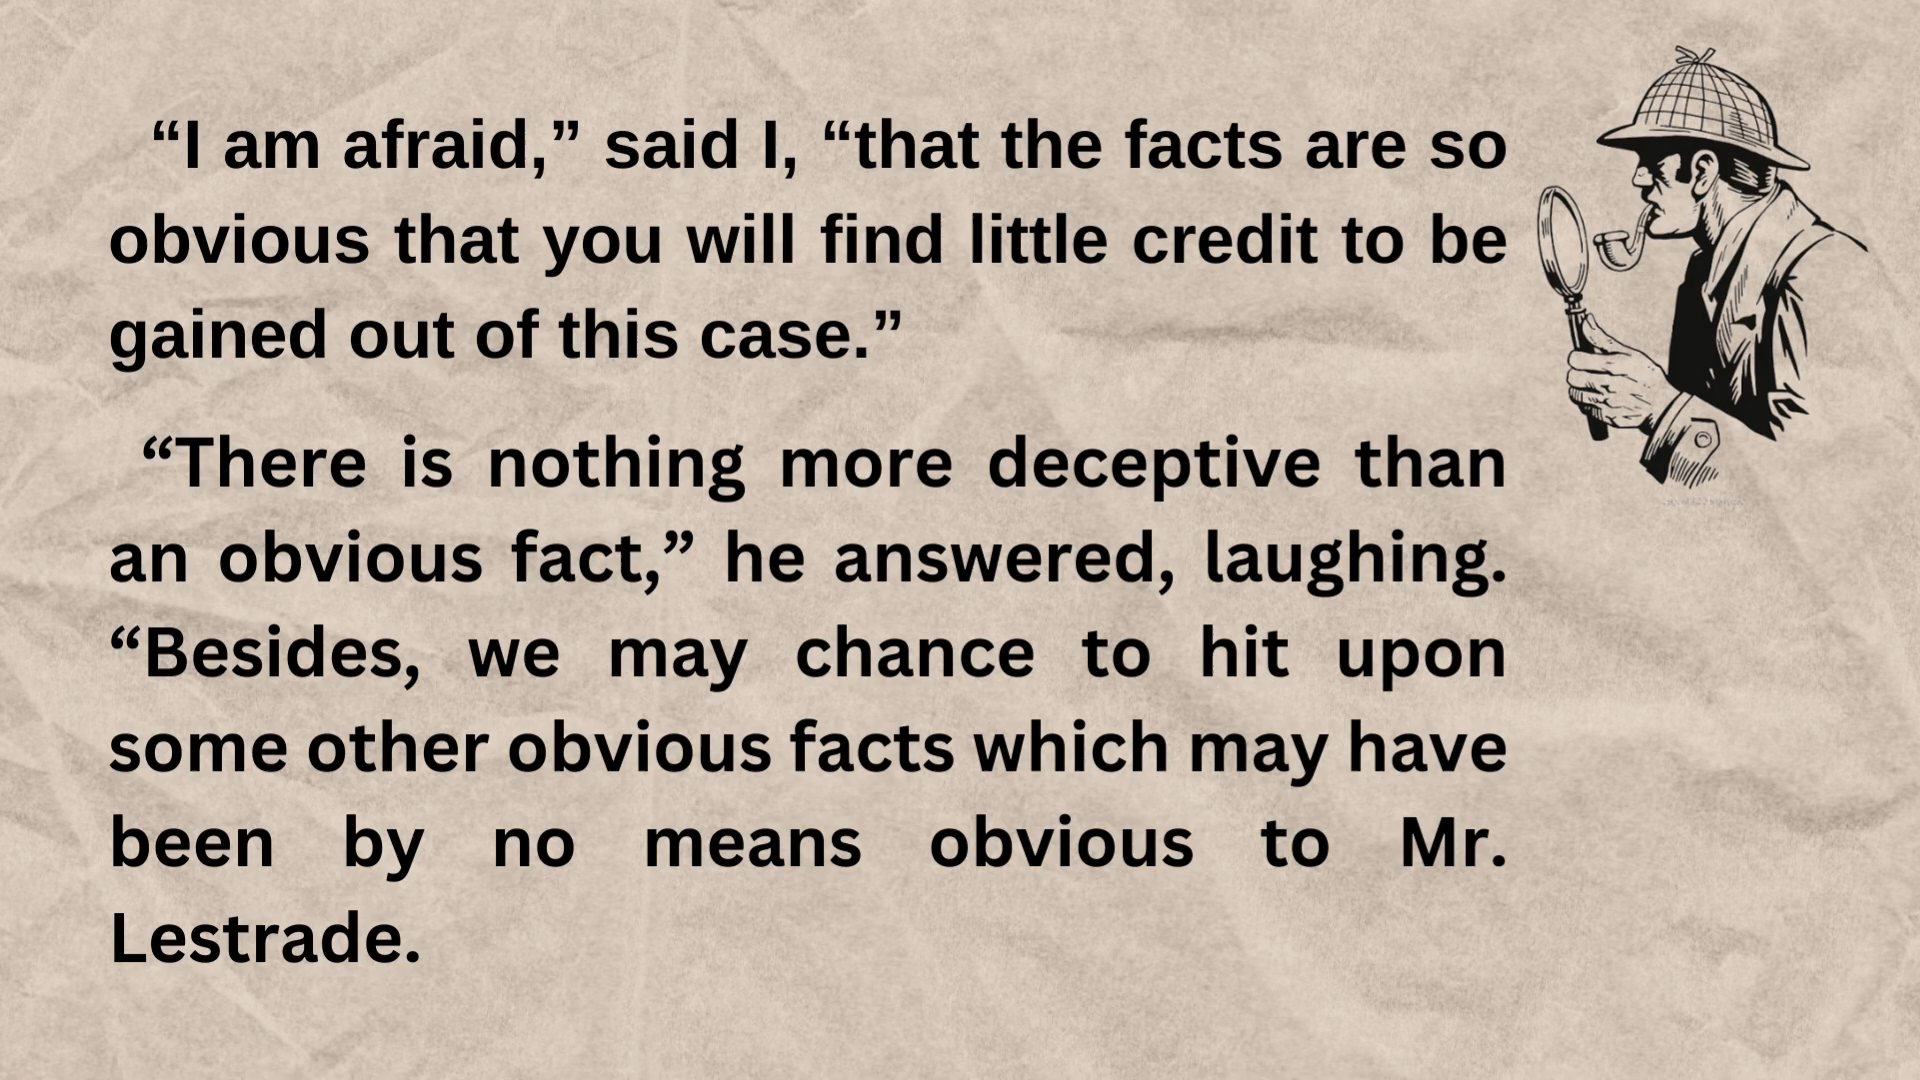 “I am afraid,” said I, “that the facts are so
obvious that you will find little credit to be
gained out of this case.”
“There is nothing more deceptive than
an obvious fact,” he answered, laughing.
“Besides, we may chance to hit upon
some other obvious facts which may have
been by no means obvious to Mr.
Lestrade.